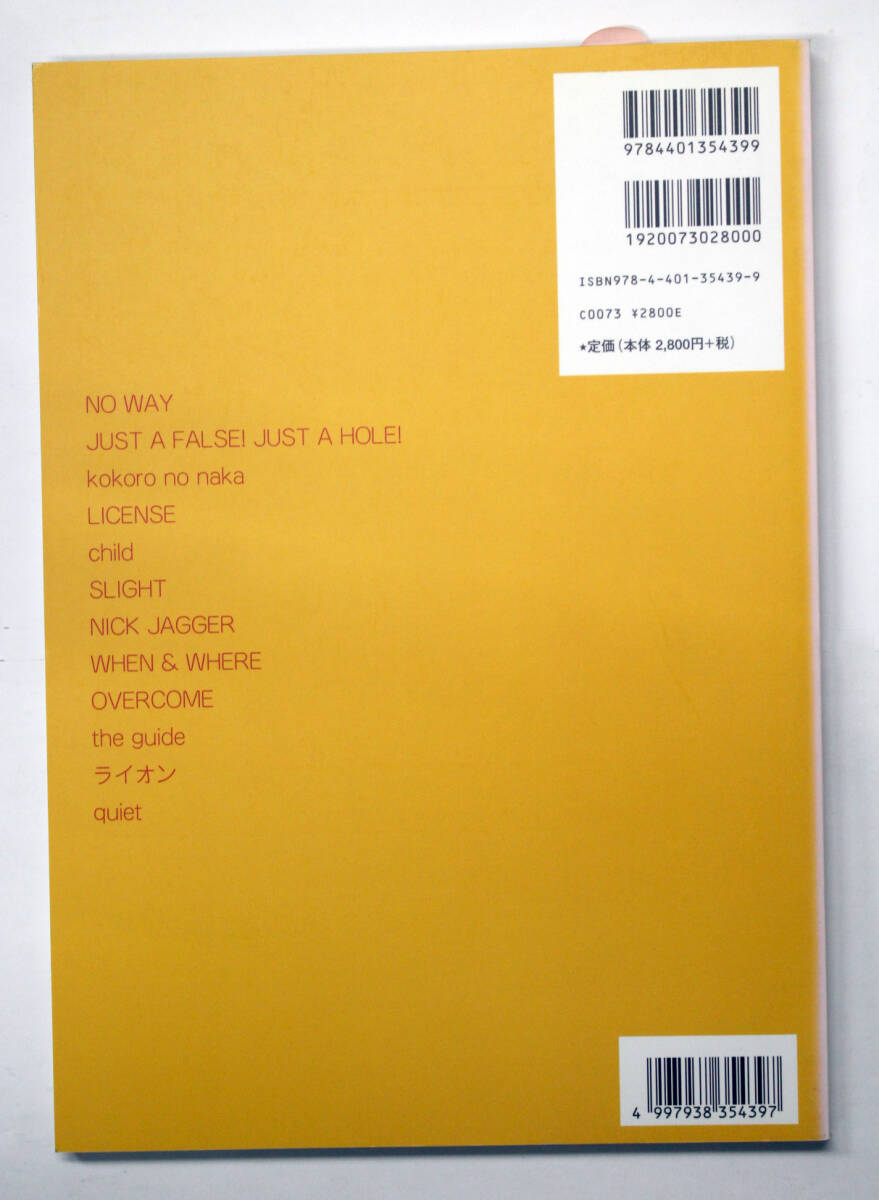 9784401354399
1920073028000
ISBN978-4-401-35439-9
C0073 ¥2800E
★定価(本体 2,800円+税)
NO WAY
JUST A FALSE! JUST A HOLE!
kokoro no naka
LICENSE
child
SLIGHT
NICK JAGGER
WHEN & WHERE
OVERCOME
the guide
ライオン
quiet
4 997938 354397